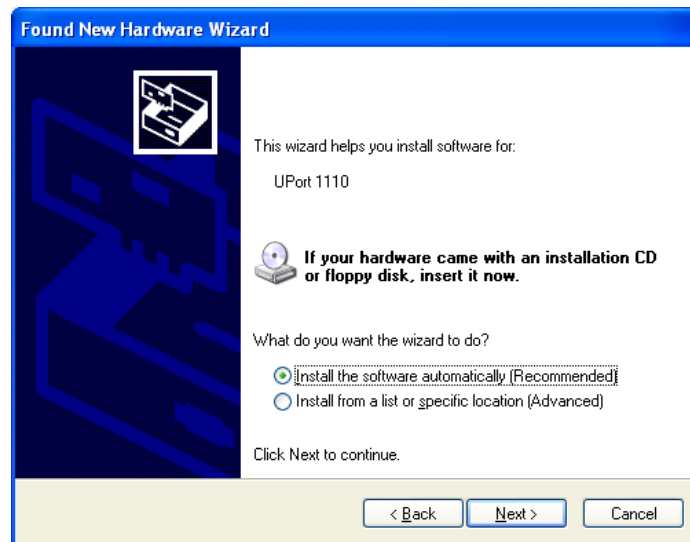 Found New Hardware Wizard
This wizard helps you install software for:
UPort 1110
If your hardware came with an installation CD
or floppy disk, insert it now.
What do you want the wizard to do?
Install the software automatically (Recommended)
Install from a list or specific location (Advanced)
Click Next to continue.
< Back
Next >
Cancel